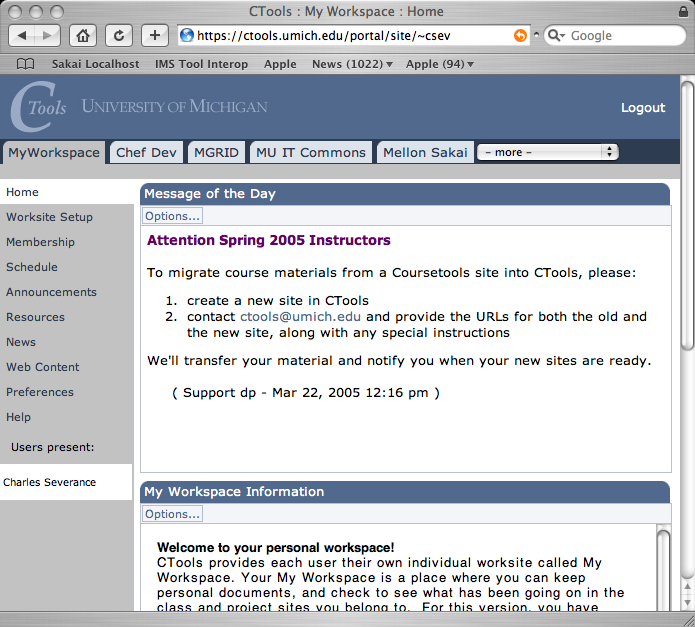 CTools : My Workspace : Home
https://ctools.umich.edu/portal/site/~csev
Google
Sakai Localhost IMS Tool Interop Apple News (1022) Apple (94)
CTools UNIVERSITY OF MICHIGAN
Logout
MyWorkspace Chef Dev MGRID MU IT Commons Mellon Sakai – more –
Home
Worksite Setup
Membership
Schedule
Announcements
Resources
News
Web Content
Preferences
Help
Users present:
Charles Severance
Message of the Day
Options...
Attention Spring 2005 Instructors
To migrate course materials from a Coursetools site into CTools, please:
1. create a new site in CTools
2. contact ctools@umich.edu and provide the URLs for both the old and
the new site, along with any special instructions
We'll transfer your material and notify you when your new sites are ready.
( Support dp - Mar 22, 2005 12:16 pm )
My Workspace Information
Options...
Welcome to your personal workspace!
CTools provides each user their own individual worksite called My
Workspace. Your My Workspace is a place where you can keep
personal documents, and check to see what has been going on in the
class and project sites you belong to. For this version, you have